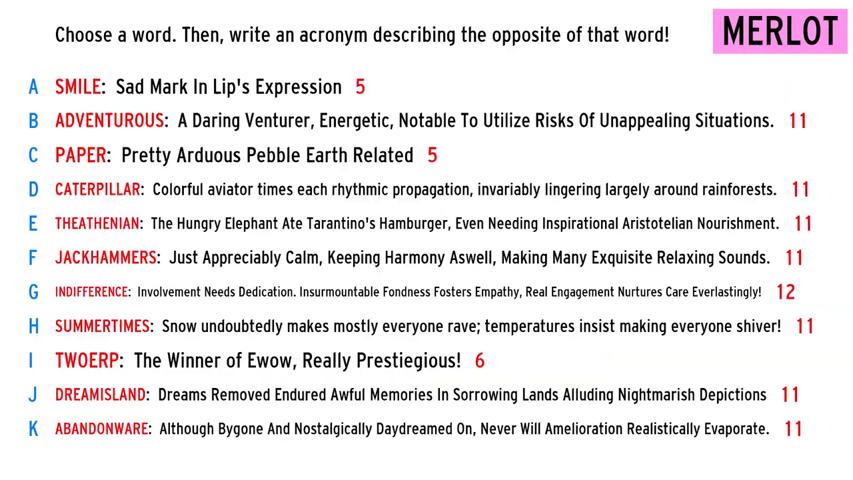 Choose a word. Then, write an acronym describing the opposite of that word!
MERLOT
A SMILE: Sad Mark In Lip's Expression 5
B ADVENTUROUS: A Daring Venturer, Energetic, Notable To Utilize Risks Of Unappealing Situations. 11
C PAPER: Pretty Arduous Pebble Earth Related 5
D CATERPILLAR: Colorful aviator times each rhythmic propagation, invariably lingering largely around rainforests. 11
E THEATHENIAN: The Hungry Elephant Ate Tarantino's Hamburger, Even Needing Inspirational Aristotelian Nourishment. 11
F JACKHAMMERS: Just Appreciably Calm, Keeping Harmony Aswell, Making Many Exquisite Relaxing Sounds. 11
G INDIFFERENCE: Involvement Needs Dedication. Insurmountable Fondness Fosters Empathy, Real Engagement Nurtures Care Everlastingly! 12
H SUMMERTIMES: Snow undoubtedly makes mostly everyone rave; temperatures insist making everyone shiver! 11
I TWOERP: The Winner of Ewow, Really Prestiegious! 6
J DREAMISLAND: Dreams Removed Endured Awful Memories In Sorrowing Lands Alluding Nightmarish Depictions 11
K ABANDONWARE: Although Bygone And Nostalgically Daydreamed On, Never Will Amelioration Realistically Evaporate. 11